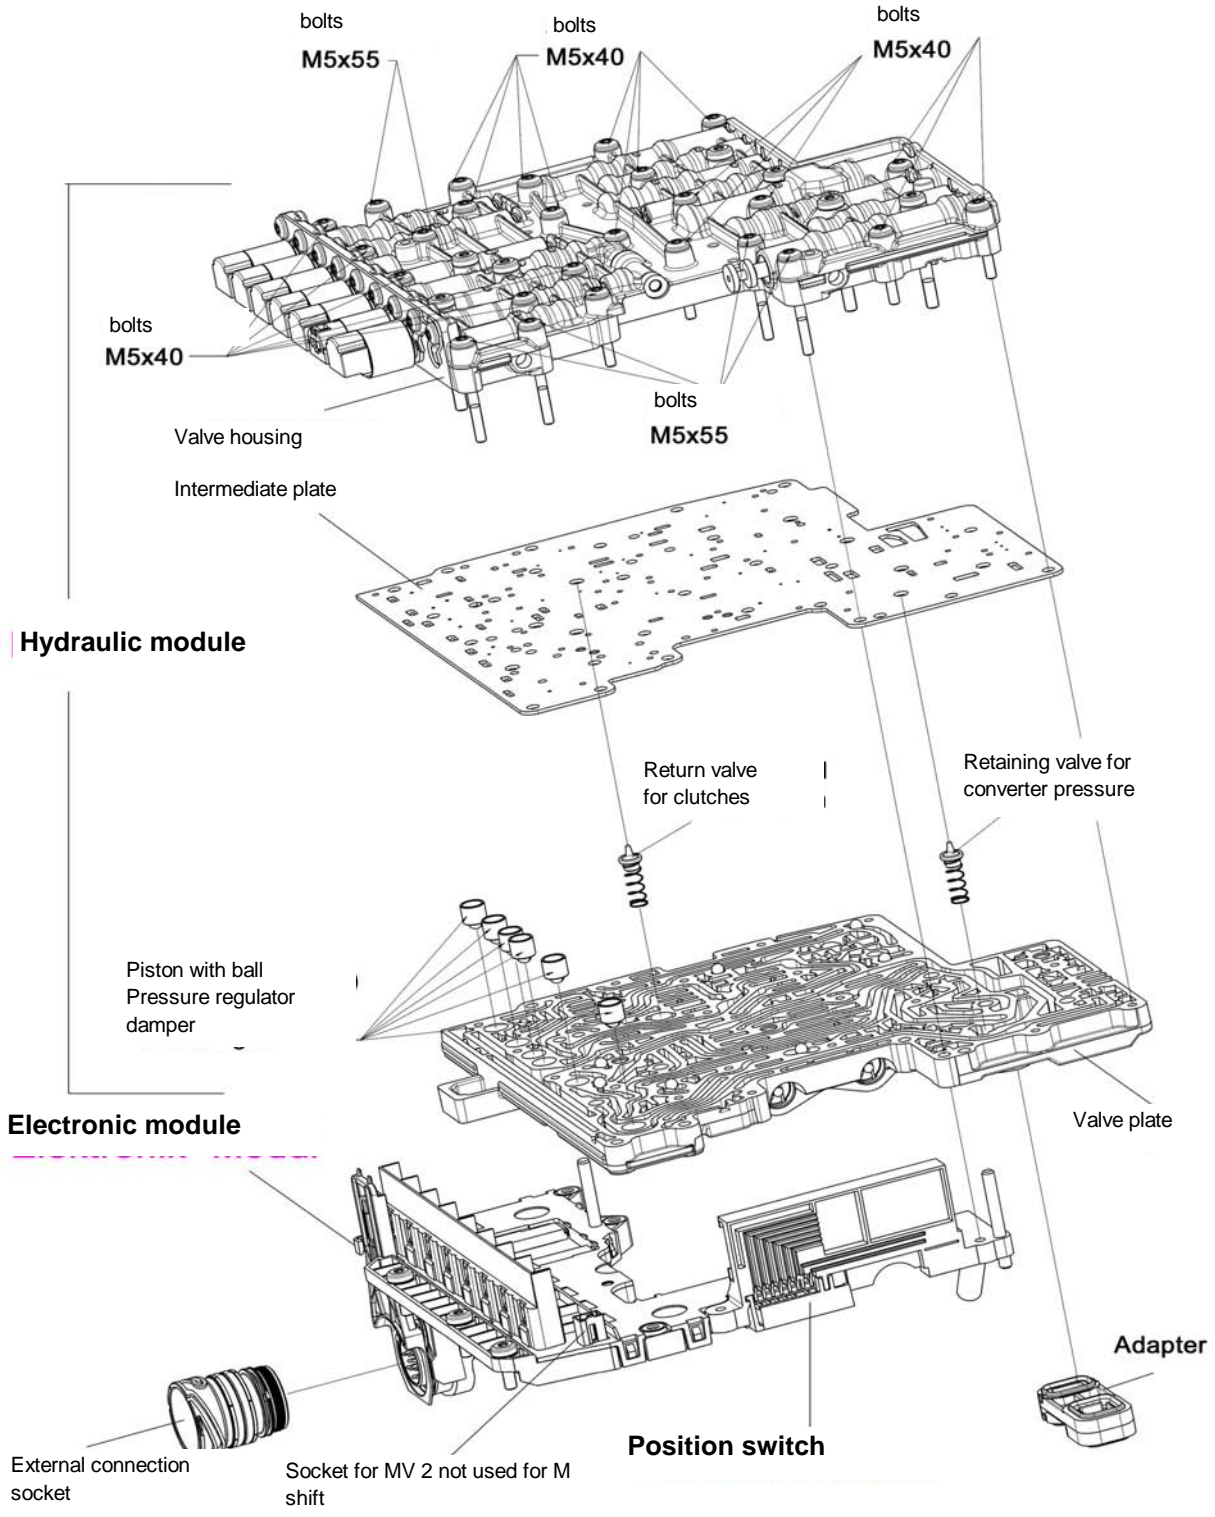 bolts
M5x55
bolts
M5x40
bolts
M5x40
bolts
M5x40
bolts
M5x55
Valve housing
Intermediate plate
Hydraulic module
Return valve
for clutches
Retaining valve for
converter pressure
Piston with ball
Pressure regulator
damper
Electronic module
Valve plate
Adapter
Position switch
External connection
socket
Socket for MV 2 not used for M
shift